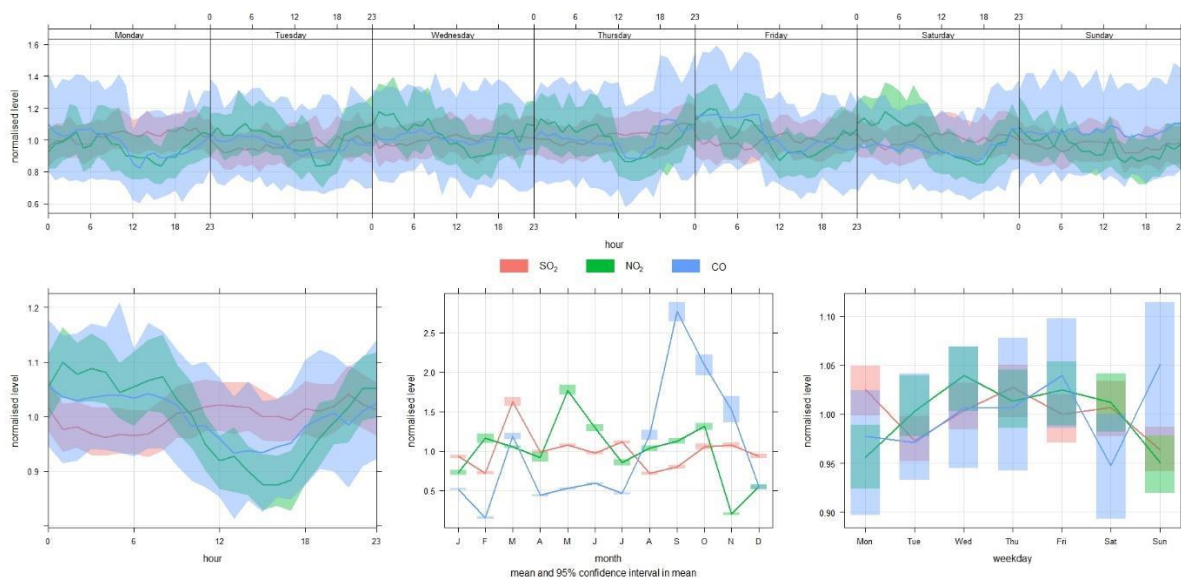 0 6 12 18 23 0 6 12 18 23 0 6 12 18 23
Monday Tuesday Wednesday Thursday Friday Saturday Sunday
1.6
1.4
1.2
1.0
0.8
0.6
normalised level
0 6 12 18 23 0 6 12 18 23 0 6 12 18 23 0 6 12 18 23
hour
SO2 NO2 CO
1.2
1.1
1.0
0.9
normalised level
0 6 12 18 23
hour
2.5
2.0
1.5
1.0
0.5
normalised level
J F M A M J J A S O N D
month
mean and 95% confidence interval in mean
1.10
1.05
1.00
0.95
0.90
normalised level
Mon Tue Wed Thu Fri Sat Sun
weekday